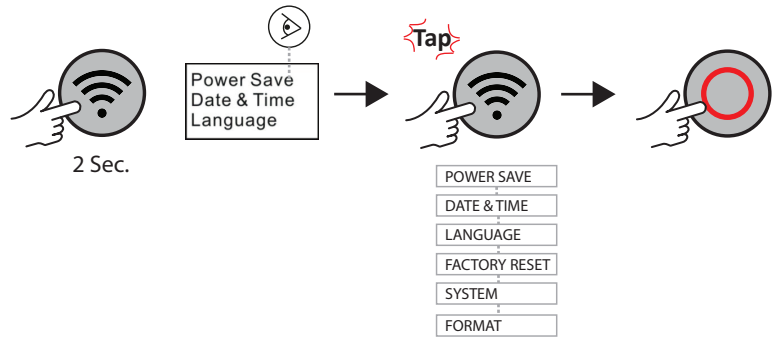 Tap
Power Save
Date & Time
Language
2 Sec.
POWER SAVE
DATE & TIME
LANGUAGE
FACTORY RESET
SYSTEM
FORMAT